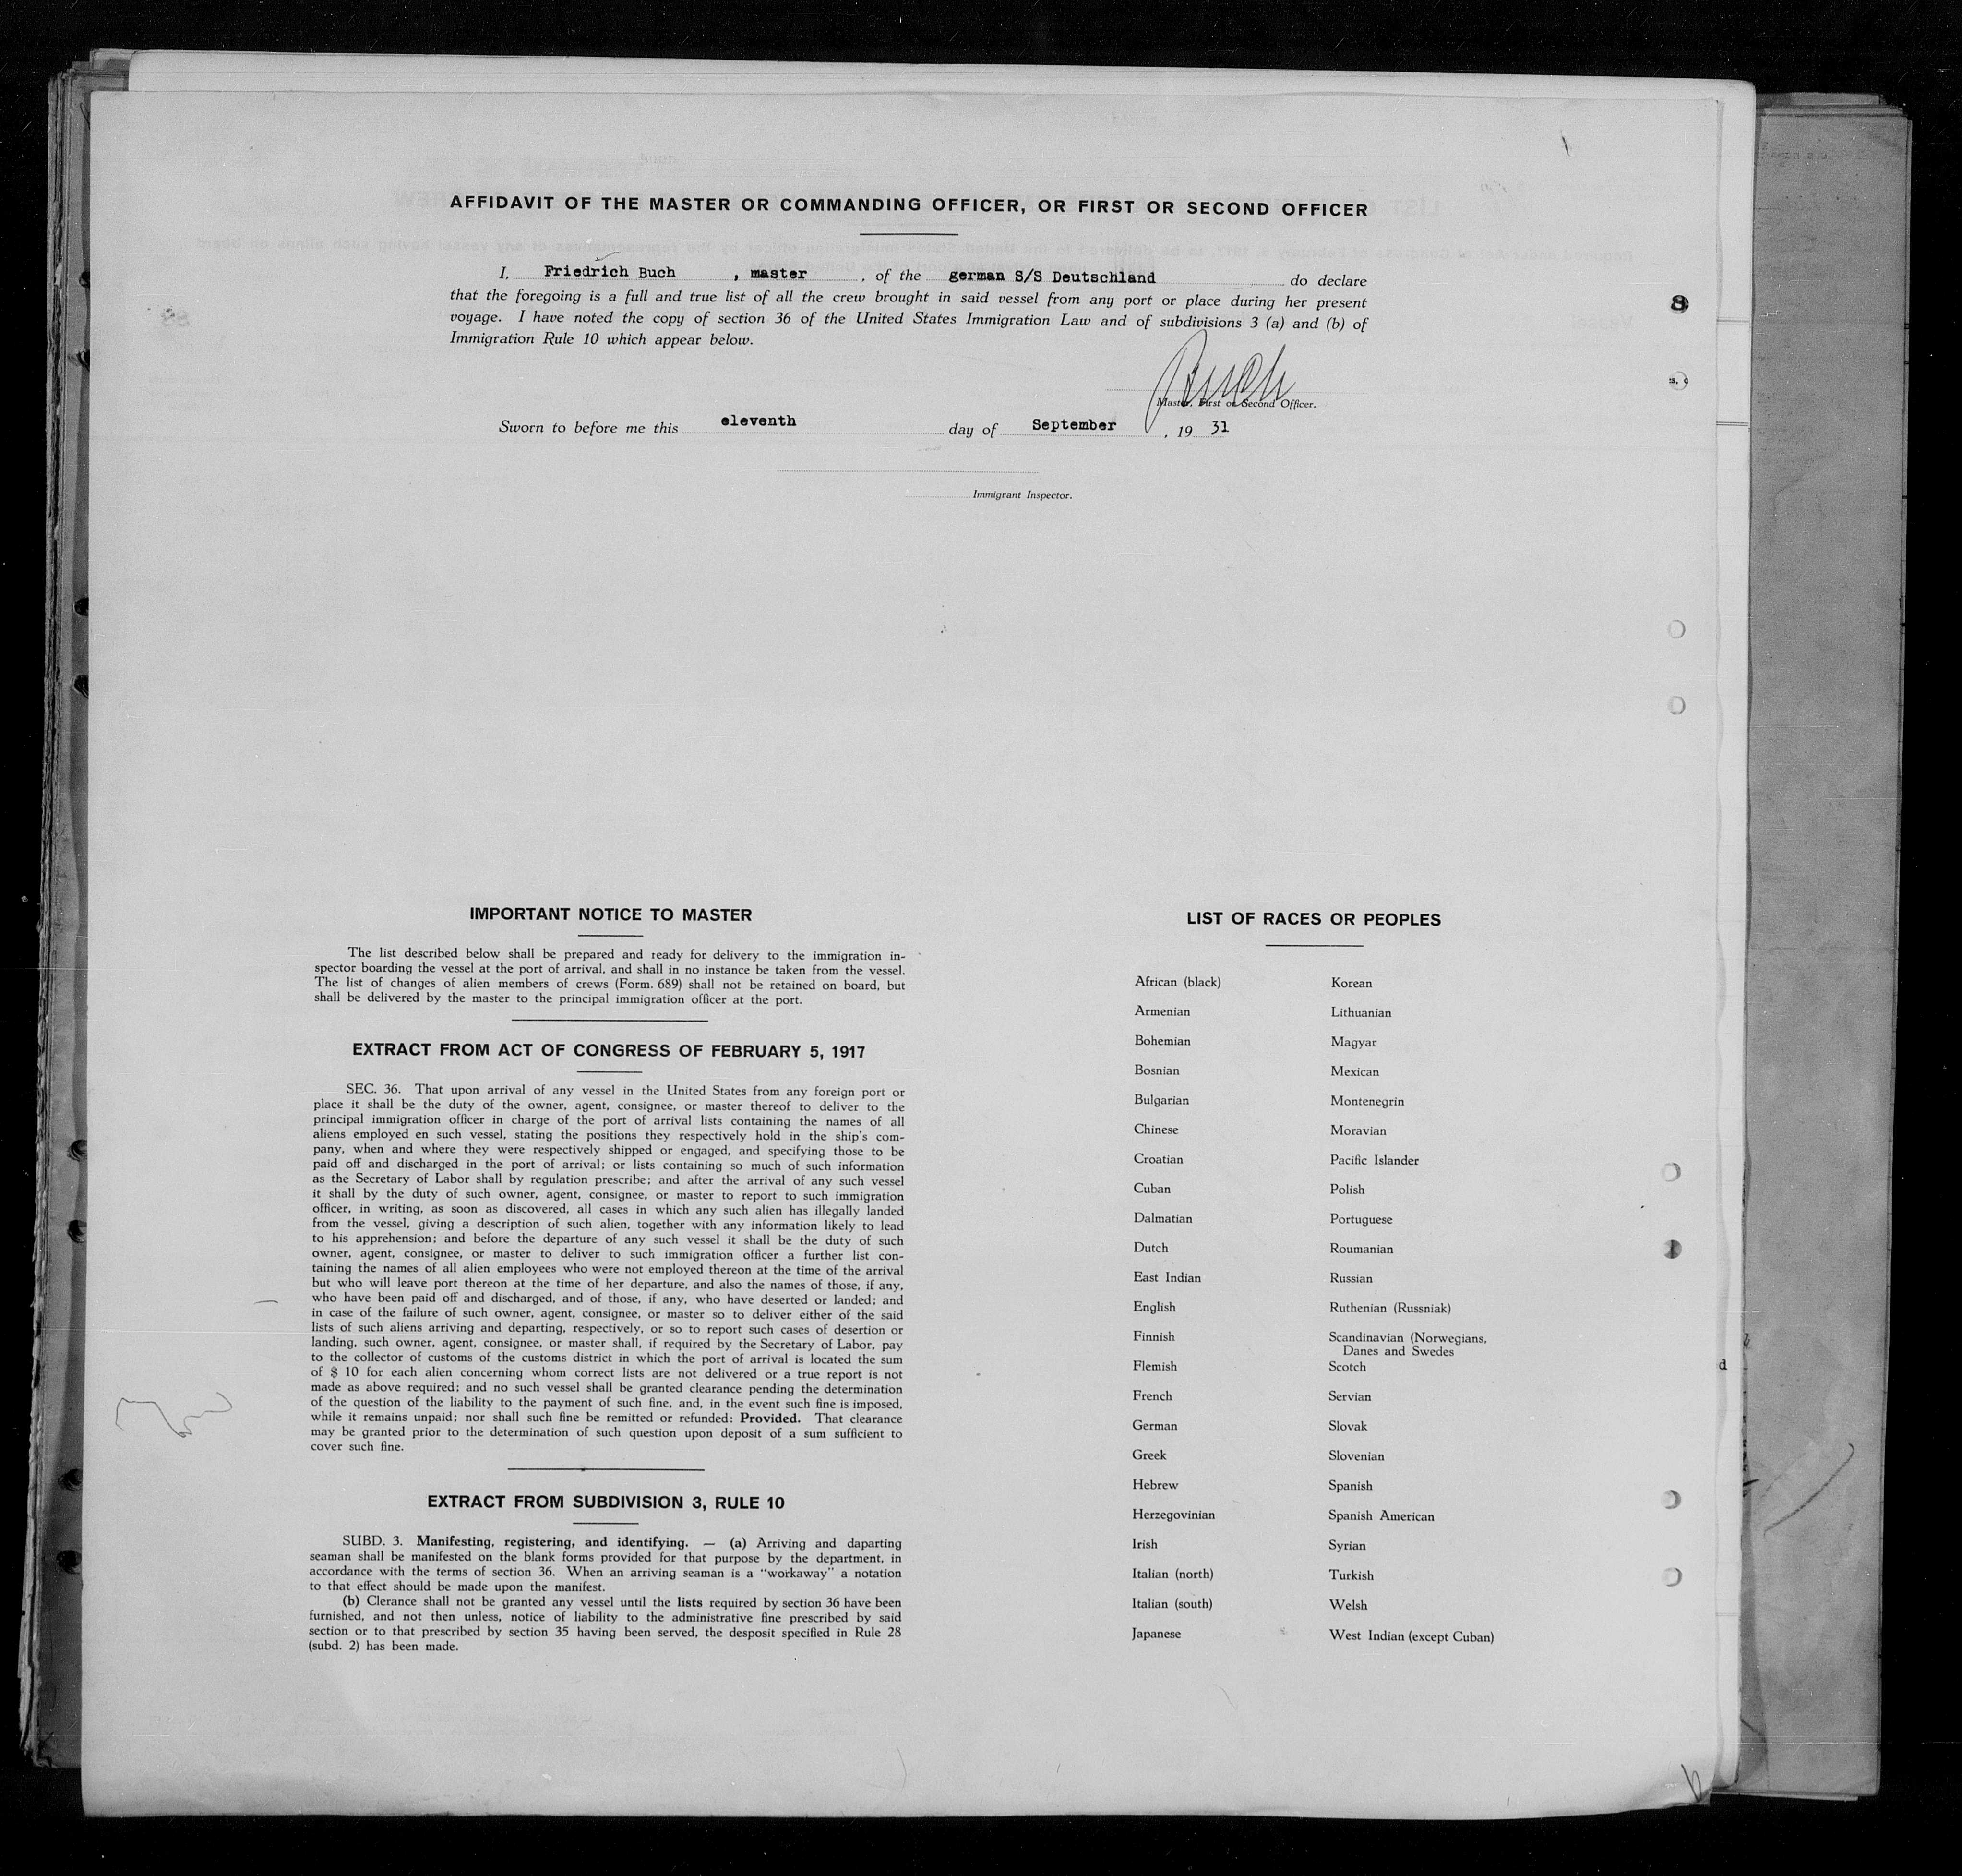 AFFIDAVIT OF THE MASTER OR COMMANDING OFFICER, OR FIRST OR SECOND OFFICER
I, Friedrich Buch , master , of the german S/S Deutschland do declare
that the foregoing is a full and true list of all the crew brought in said vessel from any port or place during her present
voyage. I have noted the copy of section 36 of the United States Immigration Law and of subdivisions 3 (a) and (b) of
Immigration Rule 10 which appear below.
Buch
Master, First or Second Officer.
Sworn to before me this eleventh day of September , 19 31
Immigrant Inspector.
8
IMPORTANT NOTICE TO MASTER
The list described below shall be prepared and ready for delivery to the immigration in-
spector boarding the vessel at the port of arrival, and shall in no instance be taken from the vessel.
The list of changes of alien members of crews (Form. 689) shall not be retained on board, but
shall be delivered by the master to the principal immigration officer at the port.
EXTRACT FROM ACT OF CONGRESS OF FEBRUARY 5, 1917
SEC. 36. That upon arrival of any vessel in the United States from any foreign port or
place it shall be the duty of the owner, agent, consignee, or master thereof to deliver to the
principal immigration officer in charge of the port of arrival lists containing the names of all
aliens employed en such vessel, stating the positions they respectively hold in the ship's com-
pany, when and where they were respectively shipped or engaged, and specifying those to be
paid off and discharged in the port of arrival; or lists containing so much of such information
as the Secretary of Labor shall by regulation prescribe; and after the arrival of any such vessel
it shall by the duty of such owner, agent, consignee, or master to report to such immigration
officer, in writing, as soon as discovered, all cases in which any such alien has illegally landed
from the vessel, giving a description of such alien, together with any information likely to lead
to his apprehension; and before the departure of any such vessel it shall be the duty of such
owner, agent, consignee, or master to deliver to such immigration officer a further list con-
taining the names of all alien employees who were not employed thereon at the time of the arrival
but who will leave port thereon at the time of her departure, and also the names of those, if any,
who have been paid off and discharged, and of those, if any, who have deserted or landed; and
in case of the failure of such owner, agent, consignee, or master so to deliver either of the said
lists of such aliens arriving and departing, respectively, or so to report such cases of desertion or
landing, such owner, agent, consignee, or master shall, if required by the Secretary of Labor, pay
to the collector of customs of the customs district in which the port of arrival is located the sum
of $ 10 for each alien concerning whom correct lists are not delivered or a true report is not
made as above required; and no such vessel shall be granted clearance pending the determination
of the question of the liability to the payment of such fine, and, in the event such fine is imposed,
while it remains unpaid; nor shall such fine be remitted or refunded: Provided. That clearance
may be granted prior to the determination of such question upon deposit of a sum sufficient to
cover such fine.
EXTRACT FROM SUBDIVISION 3, RULE 10
SUBD. 3. Manifesting, registering, and identifying. — (a) Arriving and daparting
seaman shall be manifested on the blank forms provided for that purpose by the department, in
accordance with the terms of section 36. When an arriving seaman is a "workaway" a notation
to that effect should be made upon the manifest.
(b) Clerance shall not be granted any vessel until the lists required by section 36 have been
furnished, and not then unless, notice of liability to the administrative fine prescribed by said
section or to that prescribed by section 35 having been served, the desposit specified in Rule 28
(subd. 2) has been made.
LIST OF RACES OR PEOPLES
African (black) Korean
Armenian Lithuanian
Bohemian Magyar
Bosnian Mexican
Bulgarian Montenegrin
Chinese Moravian
Croatian Pacific Islander
Cuban Polish
Dalmatian Portuguese
Dutch Roumanian
East Indian Russian
English Ruthenian (Russniak)
Finnish Scandinavian (Norwegians,
Danes and Swedes
Flemish Scotch
French Servian
German Slovak
Greek Slovenian
Hebrew Spanish
Herzegovinian Spanish American
Irish Syrian
Italian (north) Turkish
Italian (south) Welsh
Japanese West Indian (except Cuban)